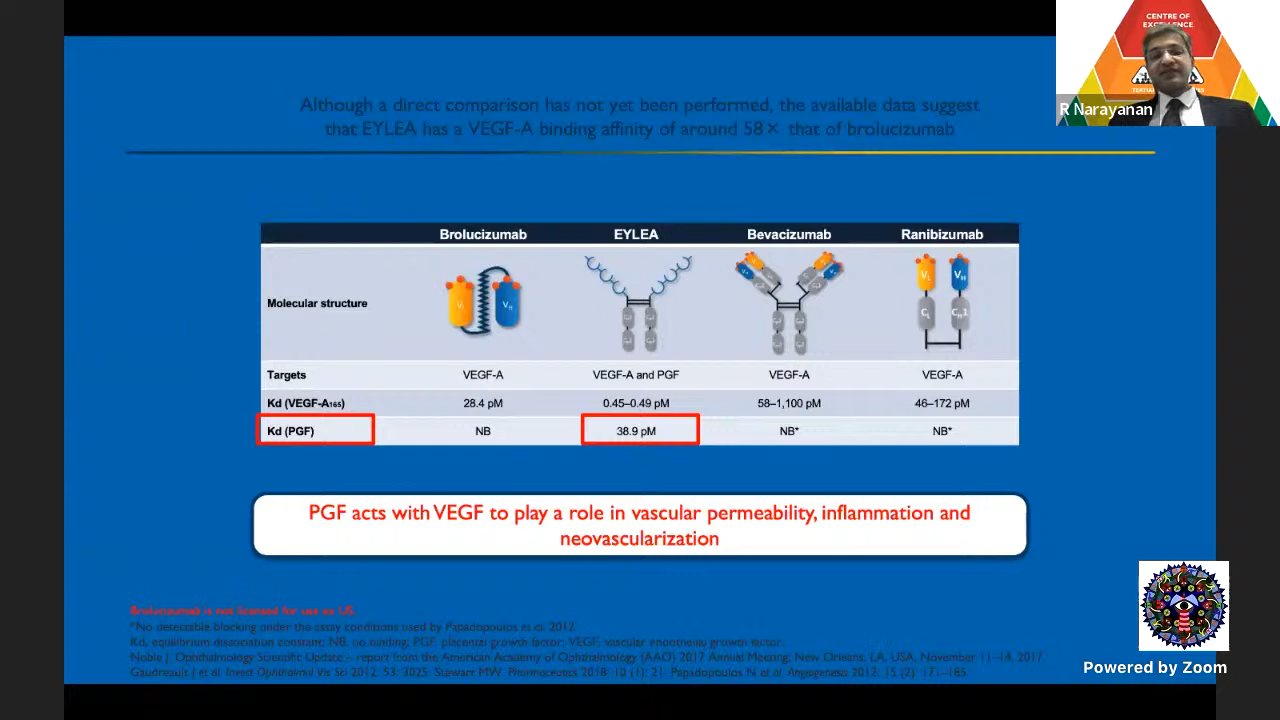 CENTRE OF
EXCELLENCE
R Narayanan
Although a direct comparison has not yet been performed, the available data suggest
that EYLEA has a VEGF-A binding affinity of around 58× that of brolucizumab
Brolucizumab EYLEA Bevacizumab Ranibizumab
Molecular structure
Targets VEGF-A VEGF-A and PGF VEGF-A VEGF-A
Kd (VEGF-A165) 28.4 pM 0.45–0.49 pM 58–1,100 pM 46–172 pM
Kd (PGF) NB 38.9 pM NB* NB*
PGF acts with VEGF to play a role in vascular permeability, inflammation and
neovascularization
Brolucizumab is not licensed for use as US
*No detectable blocking under the assay conditions used by Papadopoulos et al. 2012.
Kd, equilibrium dissociation constant; NB, no binding; PGF, placental growth factor; VEGF, vascular endothelial growth factor.
Noble J. Ophthalmology Scientific Update – report from the American Academy of Ophthalmology (AAO) 2017 Annual Meeting; New Orleans, LA, USA, November 11–14, 2017.
Gaudreault J et al. Invest Ophthalmol Vis Sci 2012; 53: 3025; Stewart MW. Pharmaceutics 2018; 10 (1): 21; Papadopoulos N et al. Angiogenesis 2012; 15 (2): 171–185.
Powered by Zoom